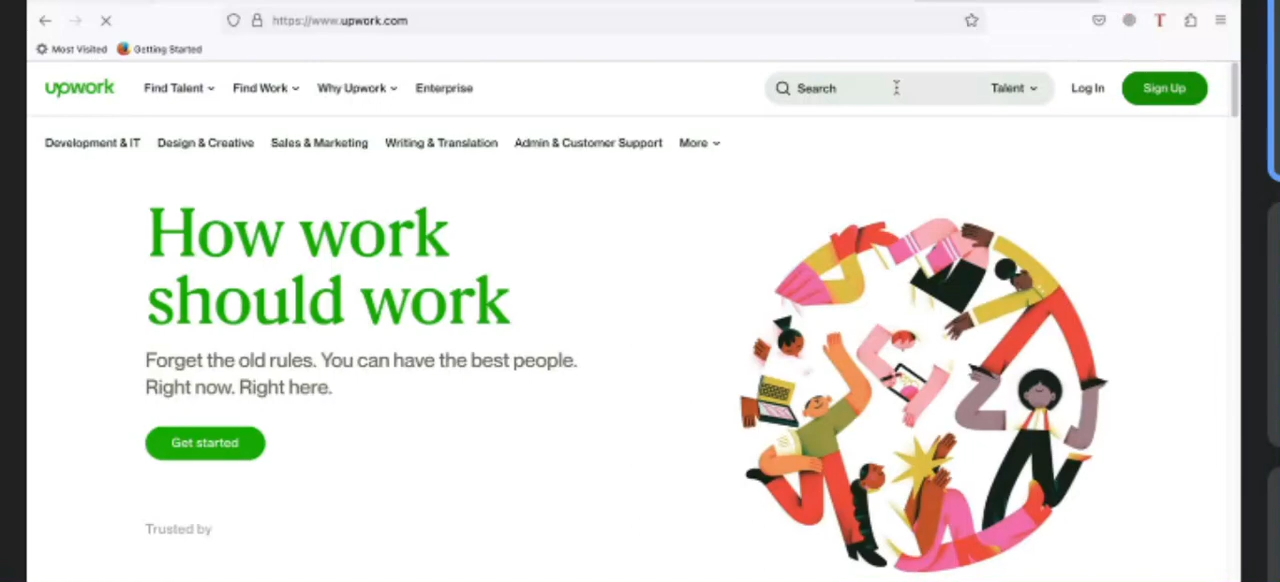 https://www.upwork.com
T
Most Visited Getting Started
upwork Find Talent Find Work Why Upwork Enterprise Search Talent Log In Sign Up
Development & IT Design & Creative Sales & Marketing Writing & Translation Admin & Customer Support More
How work
should work
Forget the old rules. You can have the best people.
Right now. Right here.
Get started
Trusted by